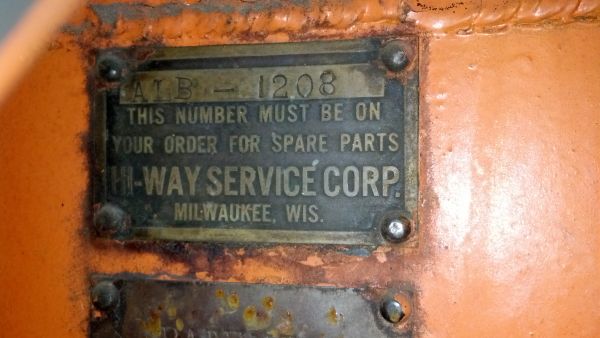 ALB - 1208
THIS NUMBER MUST BE ON
YOUR ORDER FOR SPARE PARTS
HI-WAY SERVICE CORP.
MILWAUKEE, WIS.